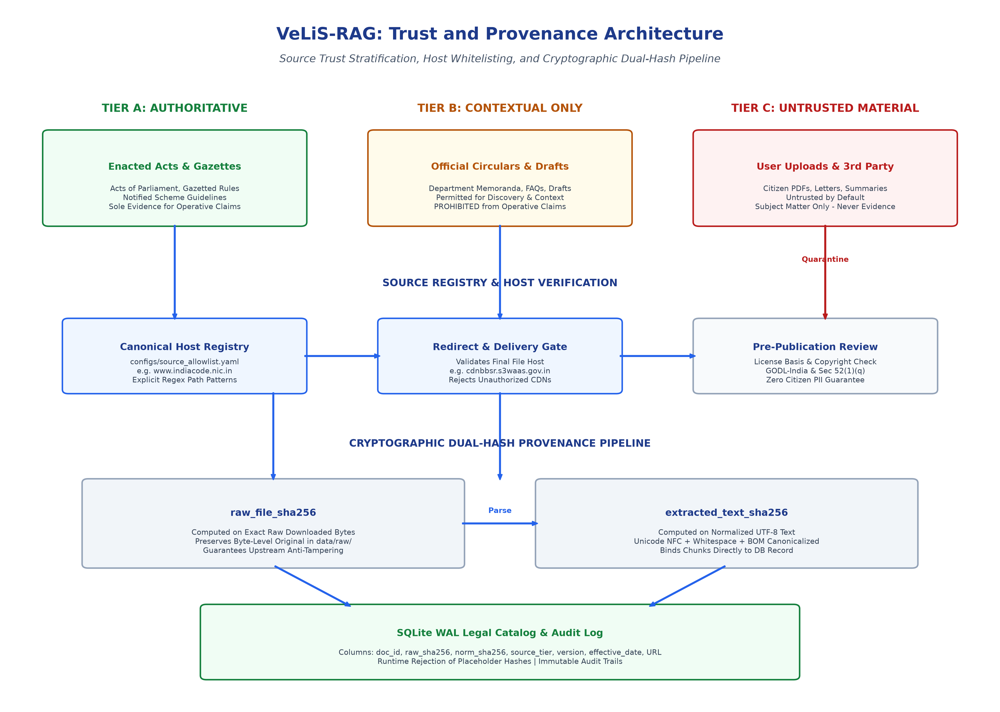 VeLiS-RAG: Trust and Provenance Architecture
Source Trust Stratification, Host Whitelisting, and Cryptographic Dual-Hash Pipeline
TIER A: AUTHORITATIVE
TIER B: CONTEXTUAL ONLY
TIER C: UNTRUSTED MATERIAL
Enacted Acts & Gazettes
Acts of Parliament, Gazetted Rules
Notified Scheme Guidelines
Sole Evidence for Operative Claims
Official Circulars & Drafts
Department Memoranda, FAQs, Drafts
Permitted for Discovery & Context
PROHIBITED from Operative Claims
User Uploads & 3rd Party
Citizen PDFs, Letters, Summaries
Untrusted by Default
Subject Matter Only - Never Evidence
Quarantine
SOURCE REGISTRY & HOST VERIFICATION
Canonical Host Registry
configs/source_allowlist.yaml
e.g. www.indiacode.nic.in
Explicit Regex Path Patterns
Redirect & Delivery Gate
Validates Final File Host
e.g. cdnbbsr.s3waas.gov.in
Rejects Unauthorized CDNs
Pre-Publication Review
License Basis & Copyright Check
GODL-India & Sec 52(1)(q)
Zero Citizen PII Guarantee
CRYPTOGRAPHIC DUAL-HASH PROVENANCE PIPELINE
raw_file_sha256
Computed on Exact Raw Downloaded Bytes
Preserves Byte-Level Original in data/raw/
Guarantees Upstream Anti-Tampering
Parse
extracted_text_sha256
Computed on Normalized UTF-8 Text
Unicode NFC + Whitespace + BOM Canonicalized
Binds Chunks Directly to DB Record
SQLite WAL Legal Catalog & Audit Log
Columns: doc_id, raw_sha256, norm_sha256, source_tier, version, effective_date, URL
Runtime Rejection of Placeholder Hashes | Immutable Audit Trails